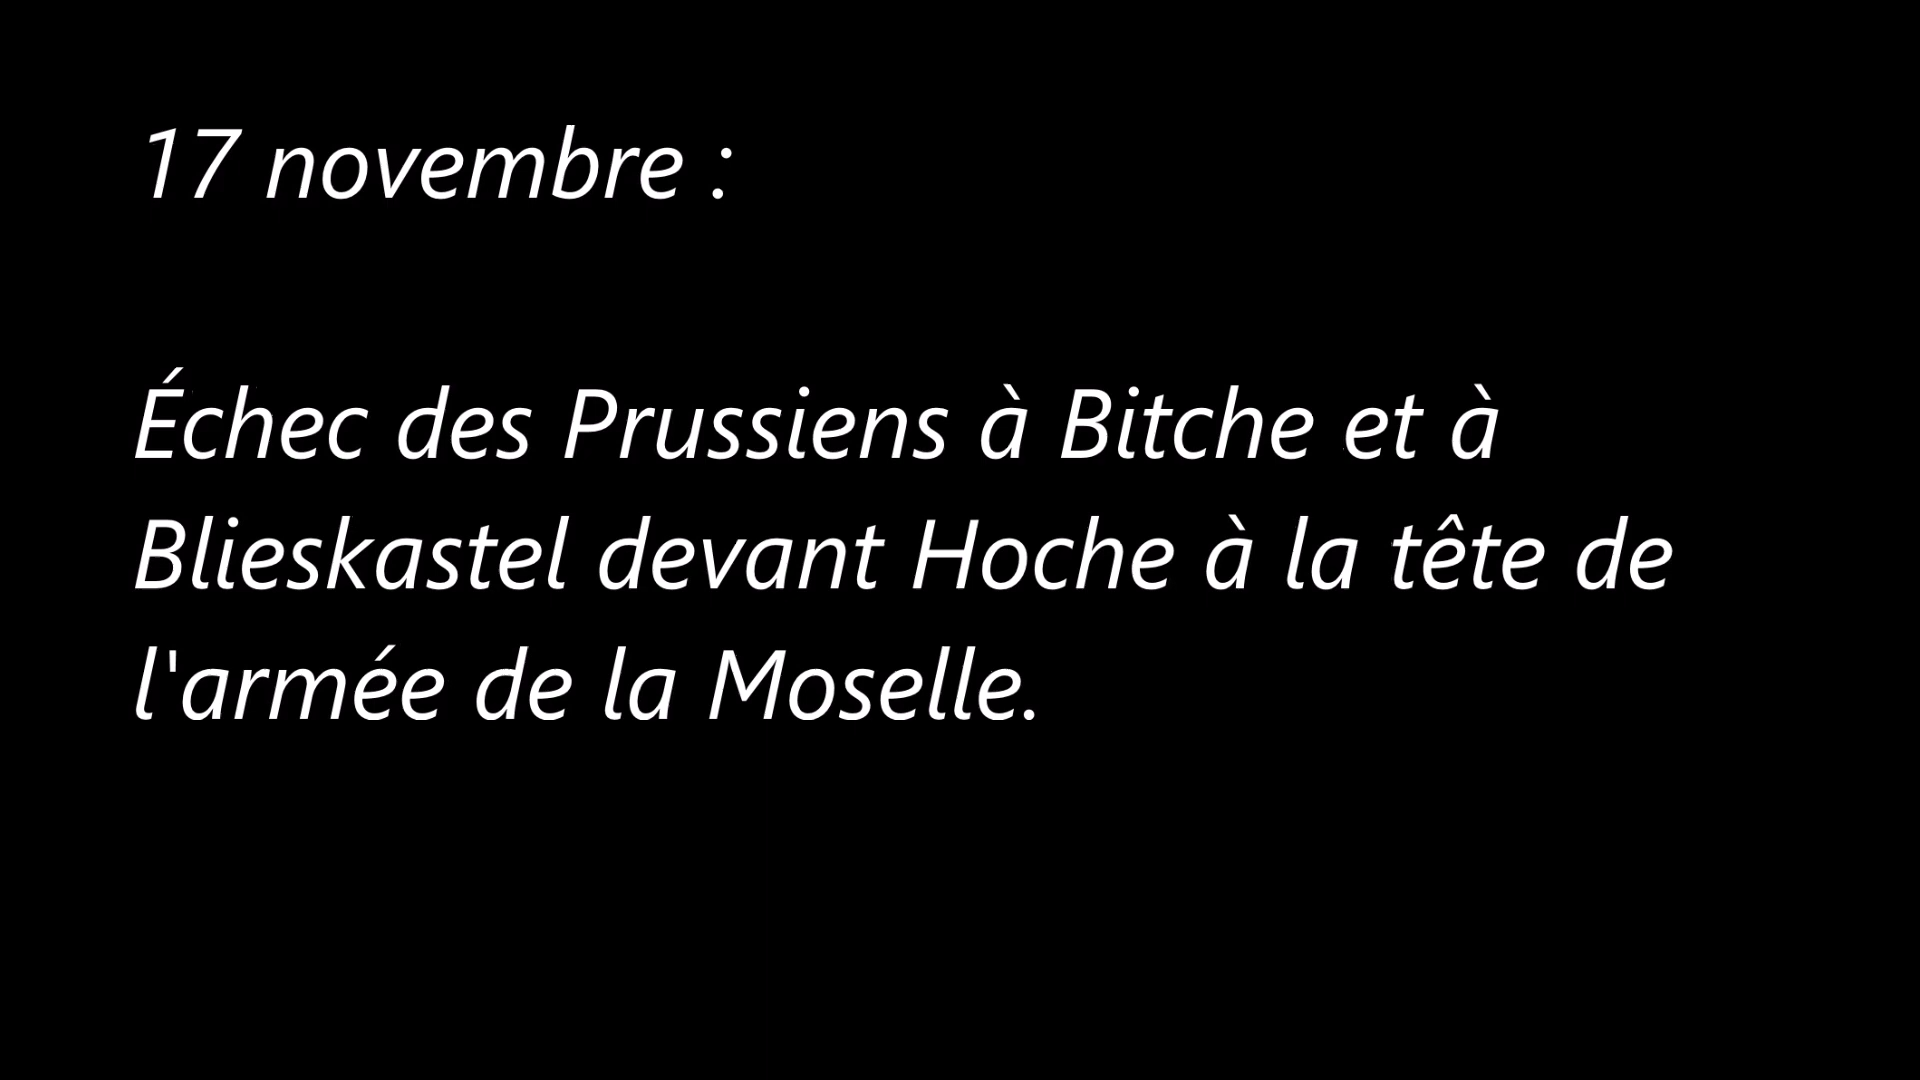 17 novembre :
Échec des Prussiens à Bitche et à
Blieskastel devant Hoche à la tête de
l'armée de la Moselle.